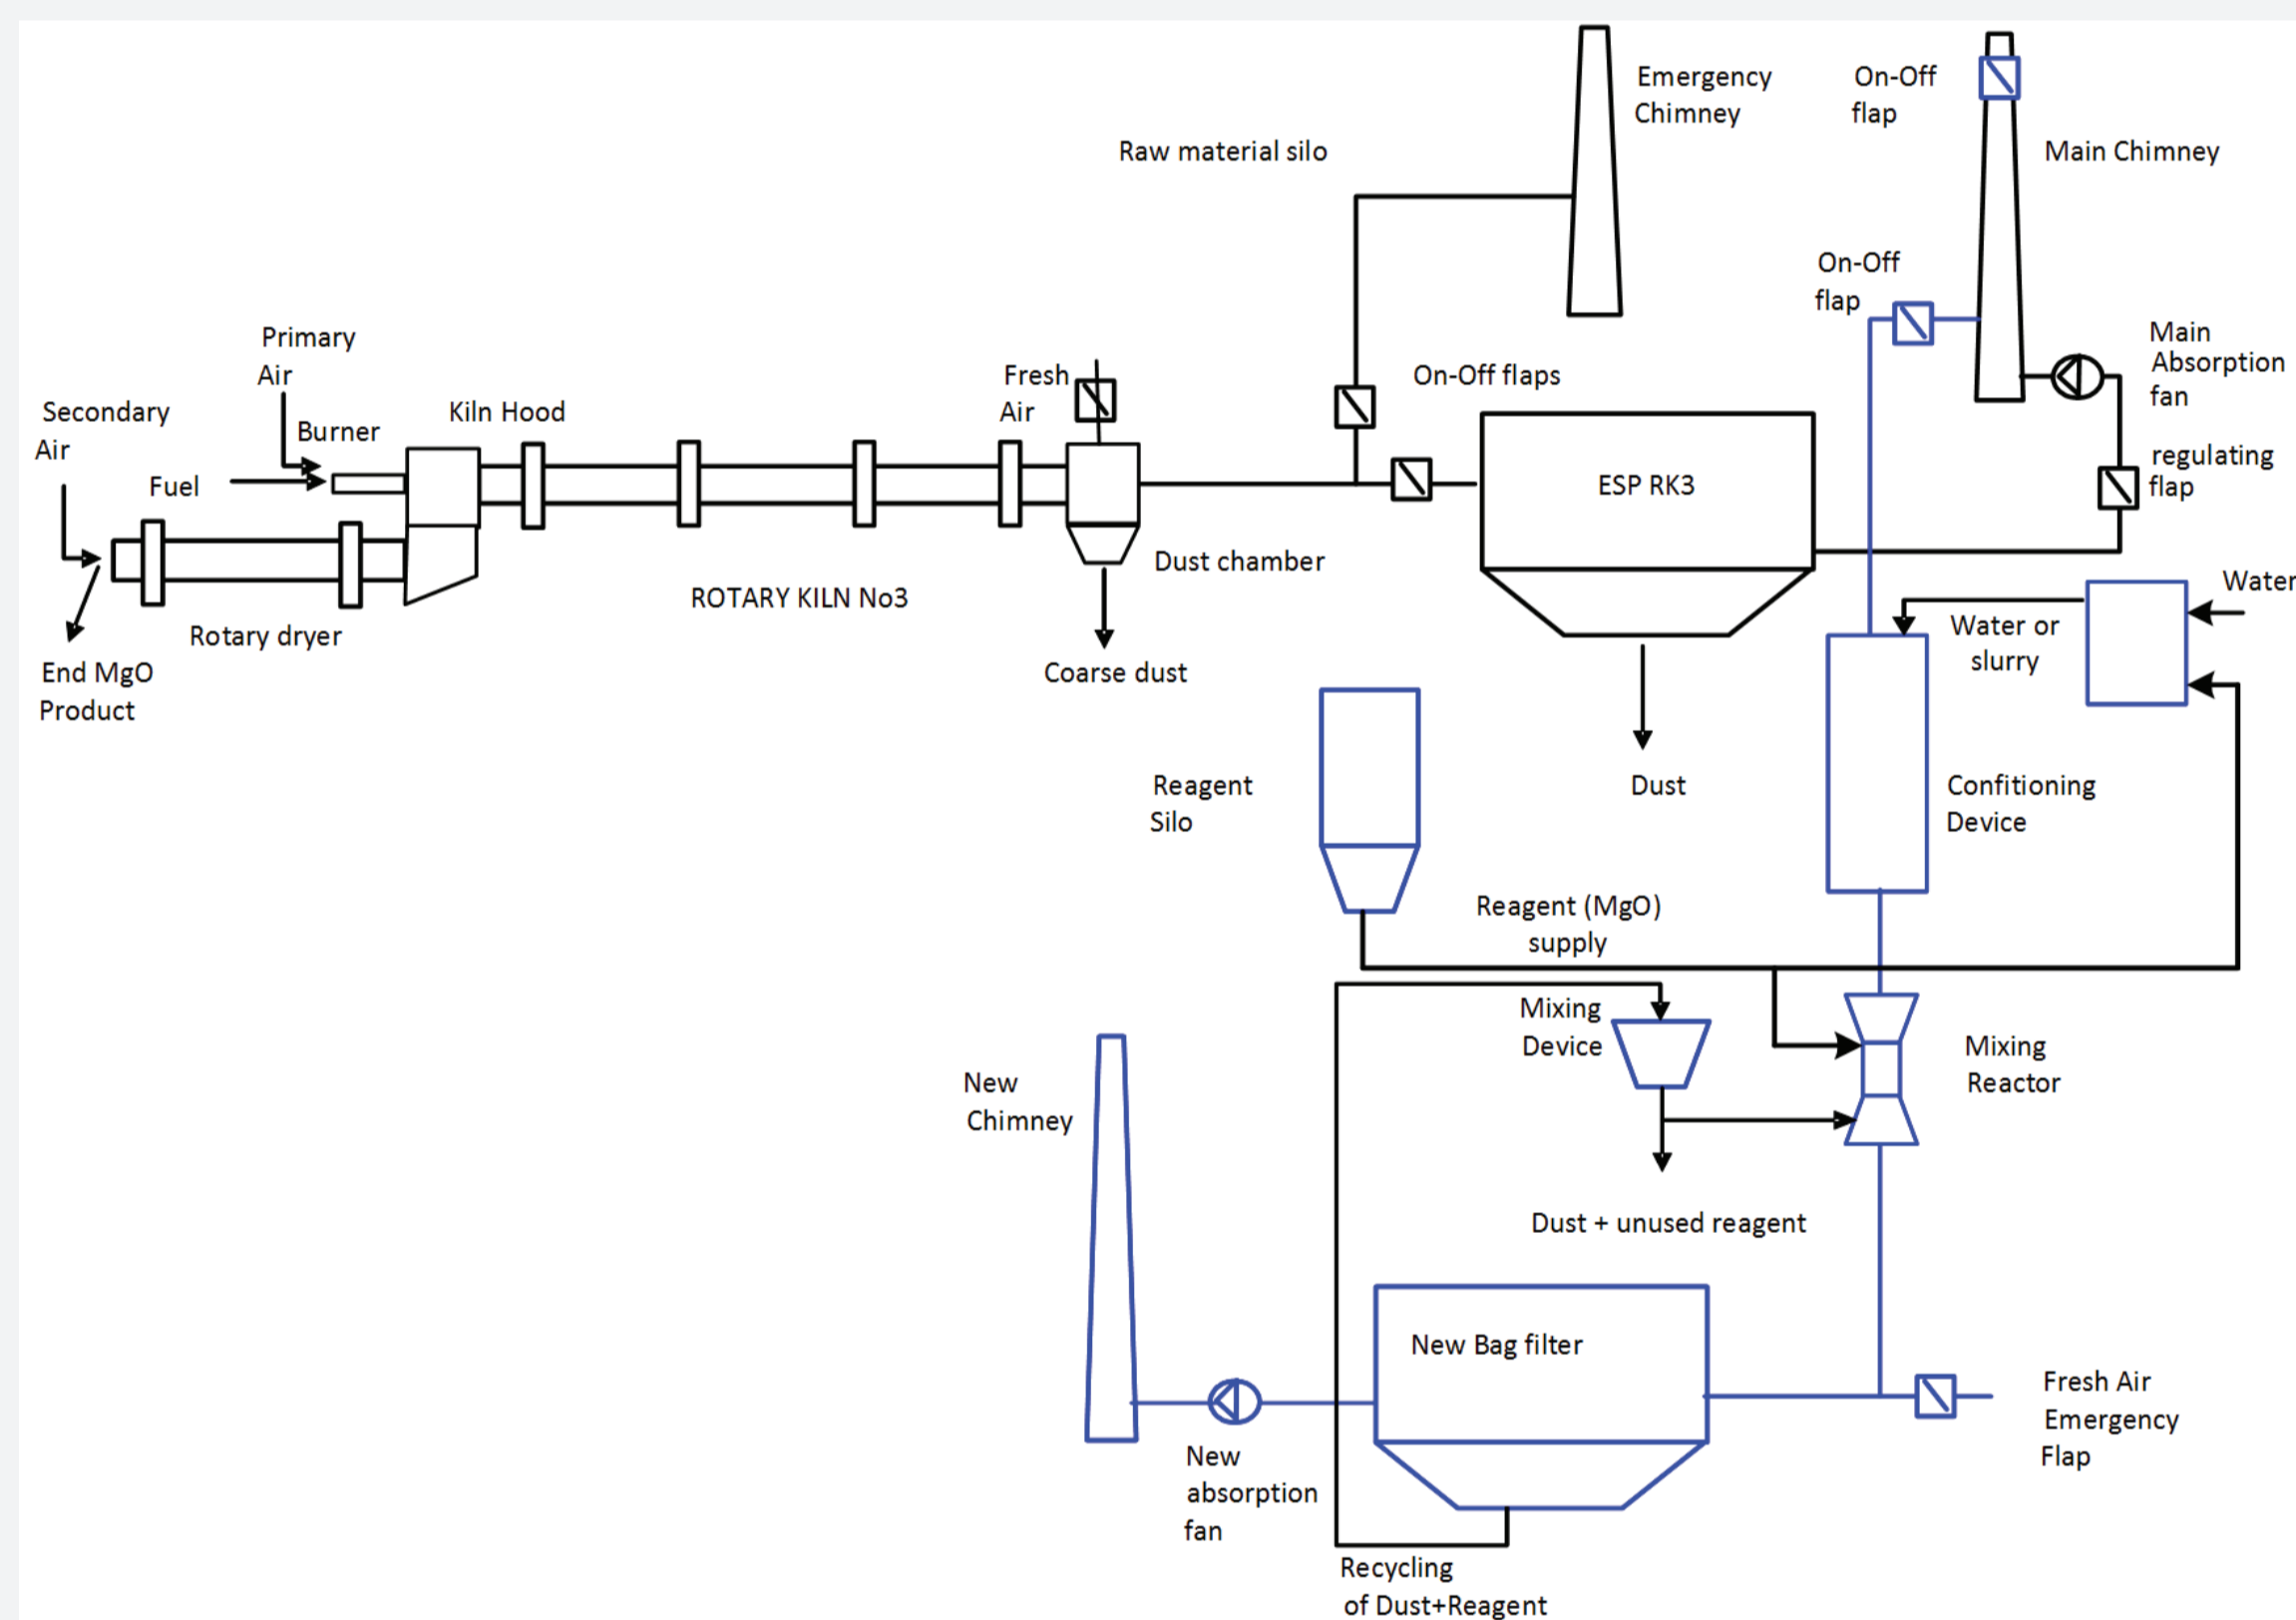 Emergency
Chimney
On-Off
flap
Raw material silo
Main Chimney
On-Off
flap
Primary
Air
Secondary
Air
Burner
Kiln Hood
Fresh
Air
On-Off flaps
Main
Absorption
fan
regulating
flap
Fuel
ESP RK3
Dust chamber
ROTARY KILN No3
Rotary dryer
End MgO
Product
Coarse dust
Water
Water or
slurry
Reagent
Silo
Dust
Confitioning
Device
Reagent (MgO)
supply
Mixing
Device
Mixing
Reactor
New
Chimney
Dust + unused reagent
New Bag filter
Fresh Air
Emergency
Flap
New
absorption
fan
Recycling
of Dust+Reagent